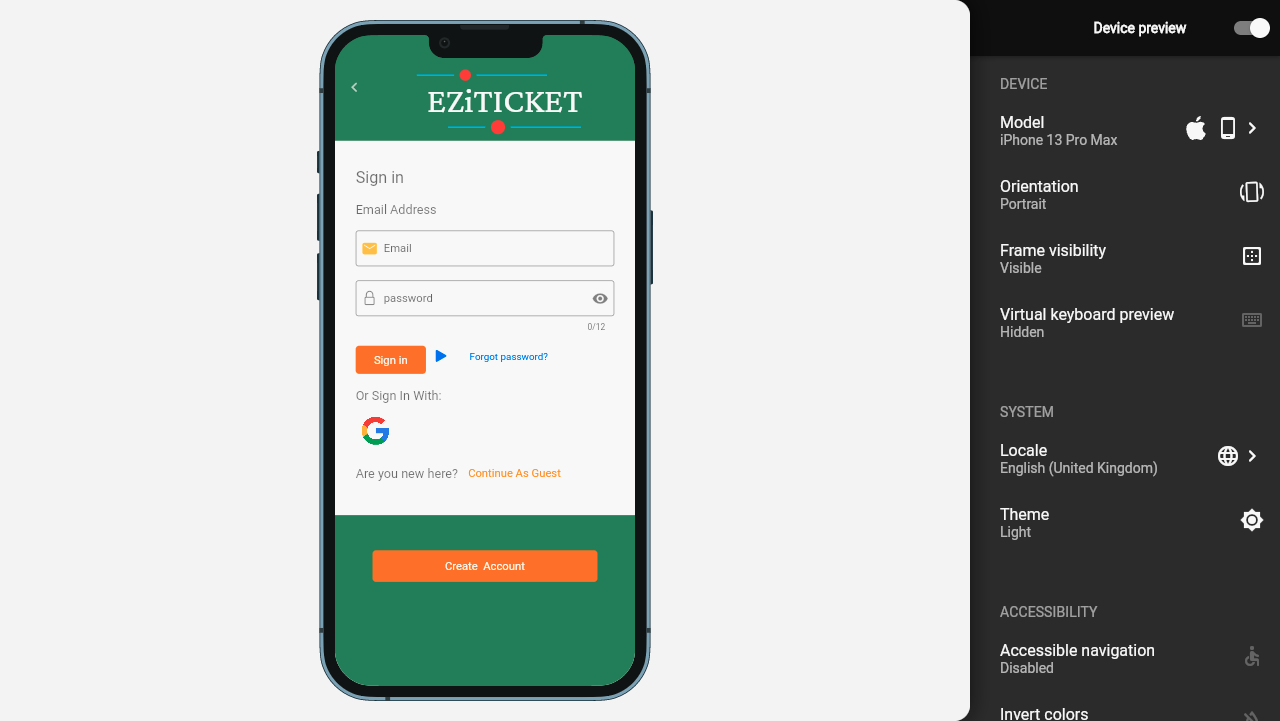 EZiTICKET
Sign in
Email Address
Email
password
0/12
Sign in
Forgot password?
Or Sign In With:
Are you new here? Continue As Guest
Create Account
Device preview
DEVICE
Model
iPhone 13 Pro Max
Orientation
Portrait
Frame visibility
Visible
Virtual keyboard preview
Hidden
SYSTEM
Locale
English (United Kingdom)
Theme
Light
ACCESSIBILITY
Accessible navigation
Disabled
Invert colors